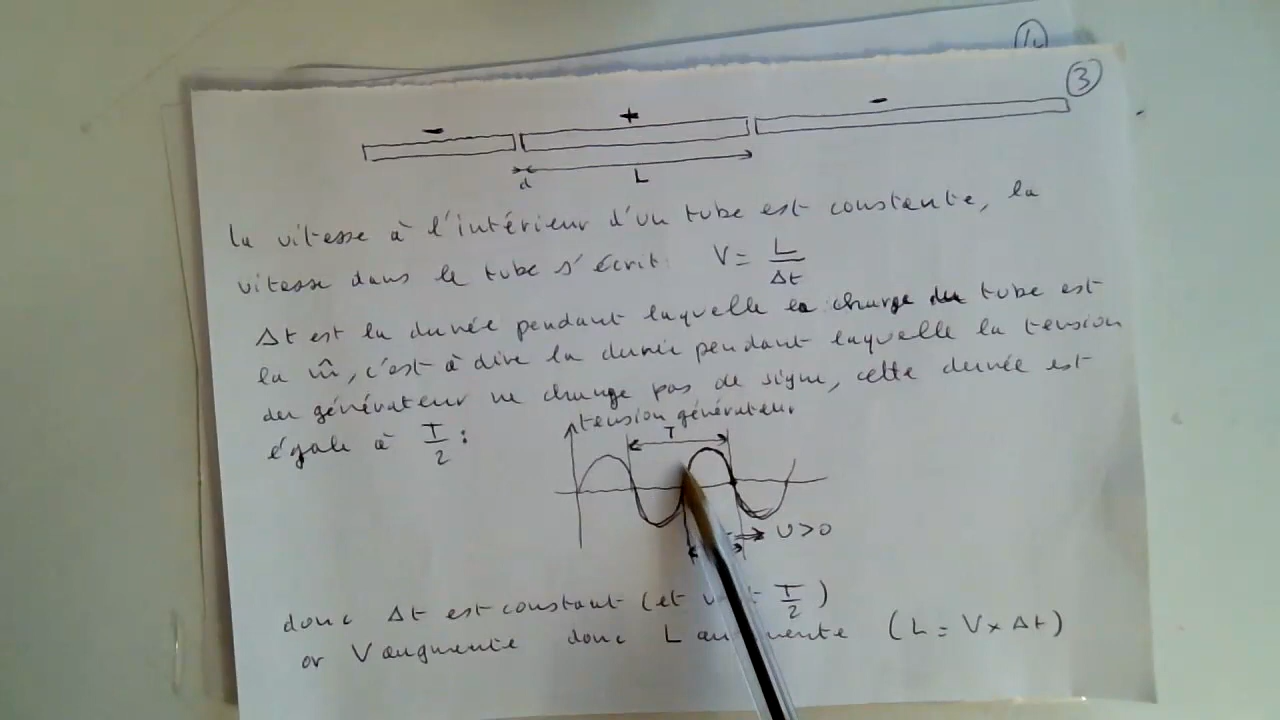 14
3
- + -
d L
la vitesse à l'intérieur d'un tube est constante, la
vitesse dans le tube s'écrit V = L/Δt
Δt est la durée pendant laquelle la charge du tube est
la m̂, c'est à dire la durée pendant laquelle la tension
du générateur ne change pas de signe, cette durée est
égale à T/2 :
tension générateur
T
U>0
donc Δt est constant (et T/2)
or V augmente donc L augmente (L = V × Δt)